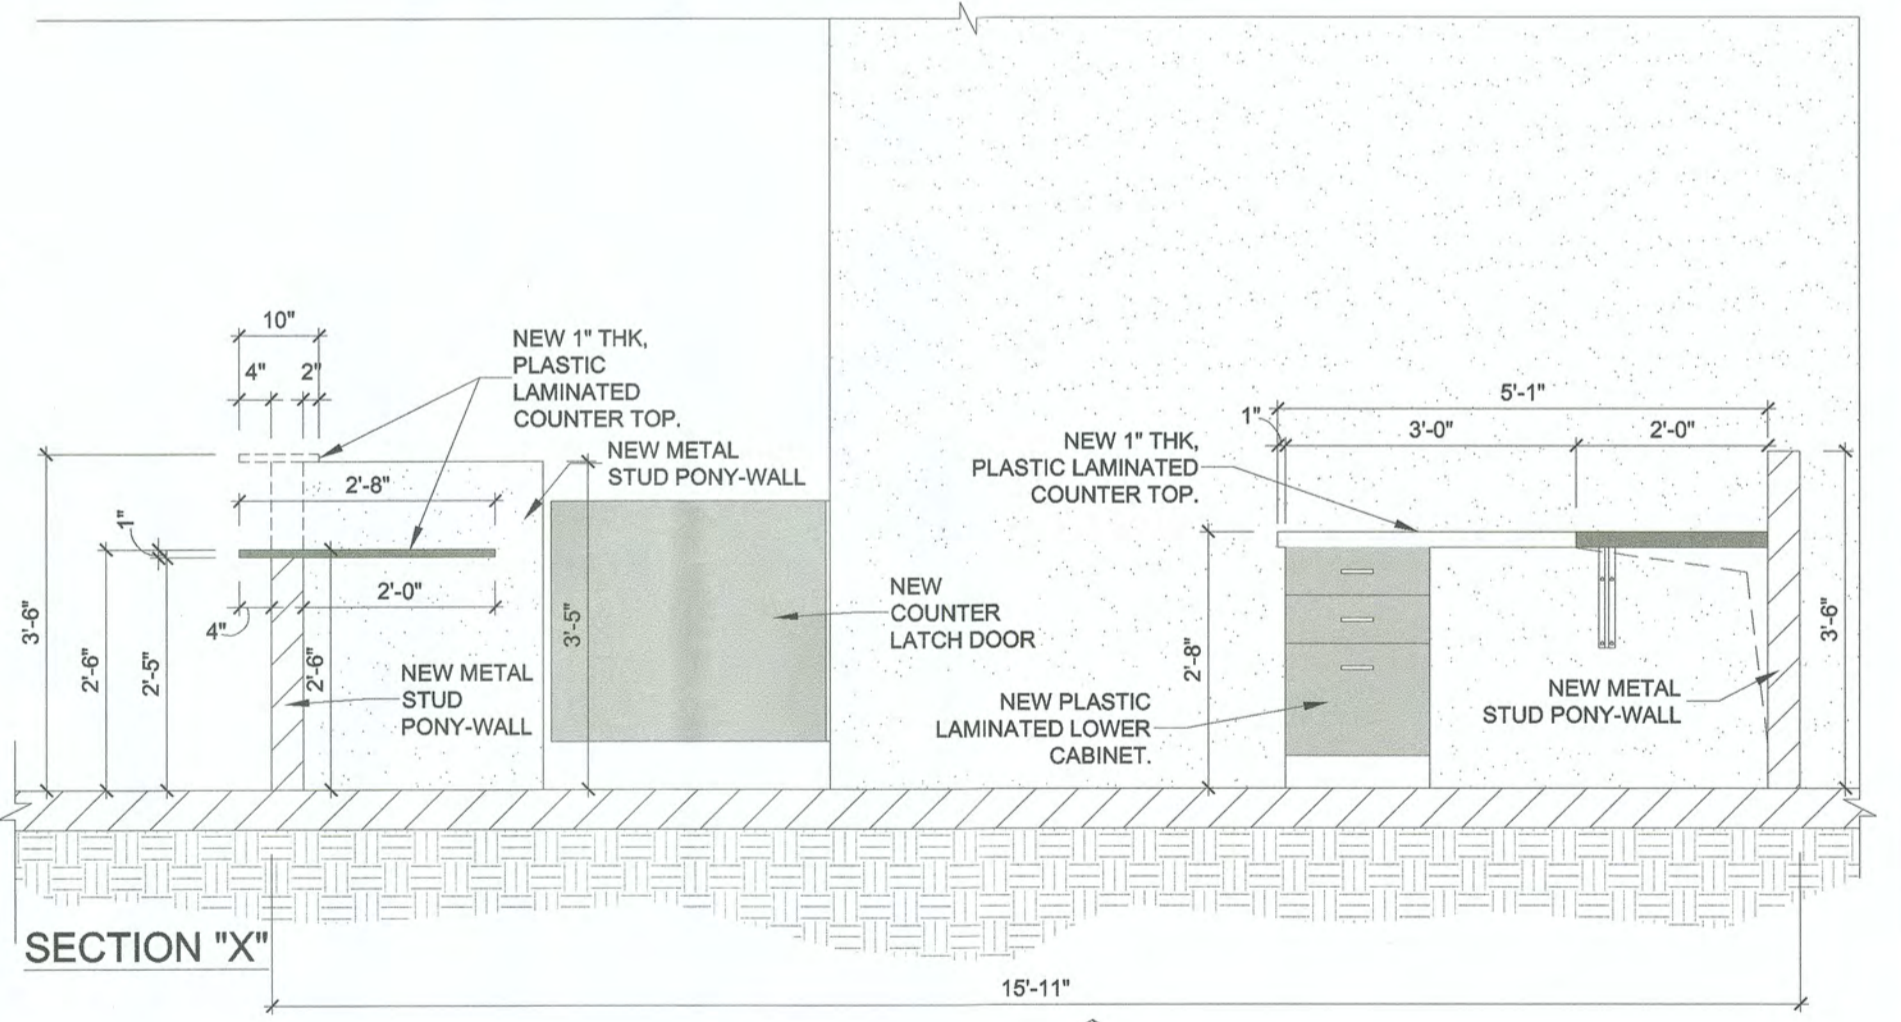 10"
4" 2"
NEW 1" THK,
PLASTIC
LAMINATED
COUNTER TOP.
NEW METAL
STUD PONY-WALL
2'-8"
1"
2'-0"
4"
3'-6"
2'-6"
2'-5"
2'-6"
3'-5"
NEW METAL
STUD
PONY-WALL
NEW
COUNTER
LATCH DOOR
5'-1"
1"
3'-0"
2'-0"
NEW 1" THK,
PLASTIC LAMINATED
COUNTER TOP.
2'-8"
3'-6"
NEW PLASTIC
LAMINATED LOWER
CABINET.
NEW METAL
STUD PONY-WALL
SECTION "X"
15'-11"